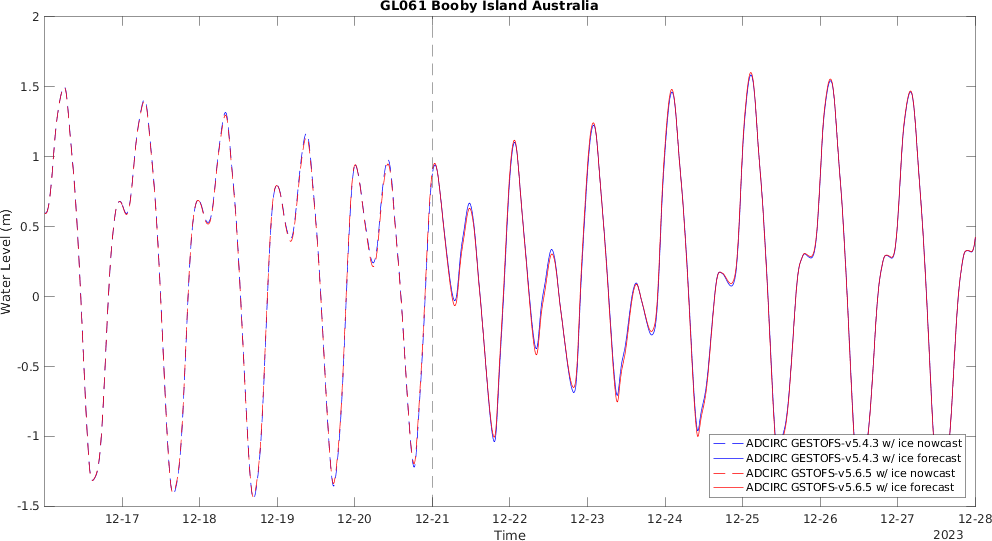 GL061 Booby Island Australia
2
1.5
1
0.5
0
-0.5
-1
-1.5
Water Level (m)
ADCIRC GESTOFS-v5.4.3 w/ ice nowcast
ADCIRC GESTOFS-v5.4.3 w/ ice forecast
ADCIRC GSTOFS-v5.6.5 w/ ice nowcast
ADCIRC GSTOFS-v5.6.5 w/ ice forecast
12-17 12-18 12-19 12-20 12-21 12-22 12-23 12-24 12-25 12-26 12-27 12-28
Time
2023